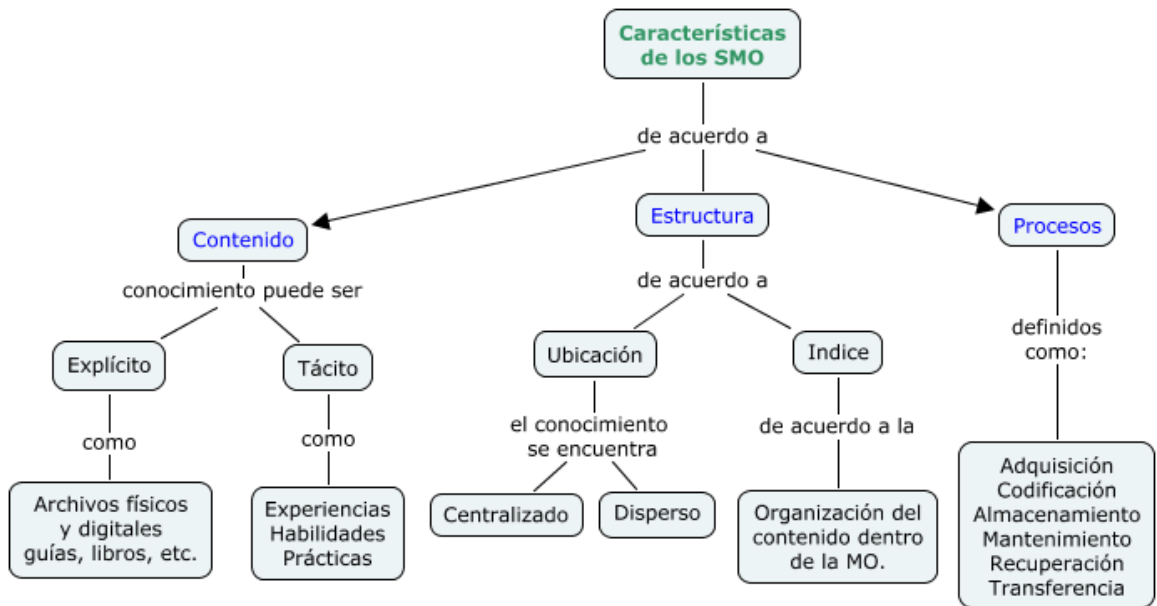 Características
de los SMO
de acuerdo a
Contenido
Estructura
Procesos
conocimiento puede ser
de acuerdo a
definidos
como:
Explícito
Tácito
Ubicación
Indice
como
como
el conocimiento
se encuentra
de acuerdo a la
Archivos físicos
y digitales
guías, libros, etc.
Experiencias
Habilidades
Prácticas
Centralizado
Disperso
Organización del
contenido dentro
de la MO.
Adquisición
Codificación
Almacenamiento
Mantenimiento
Recuperación
Transferencia